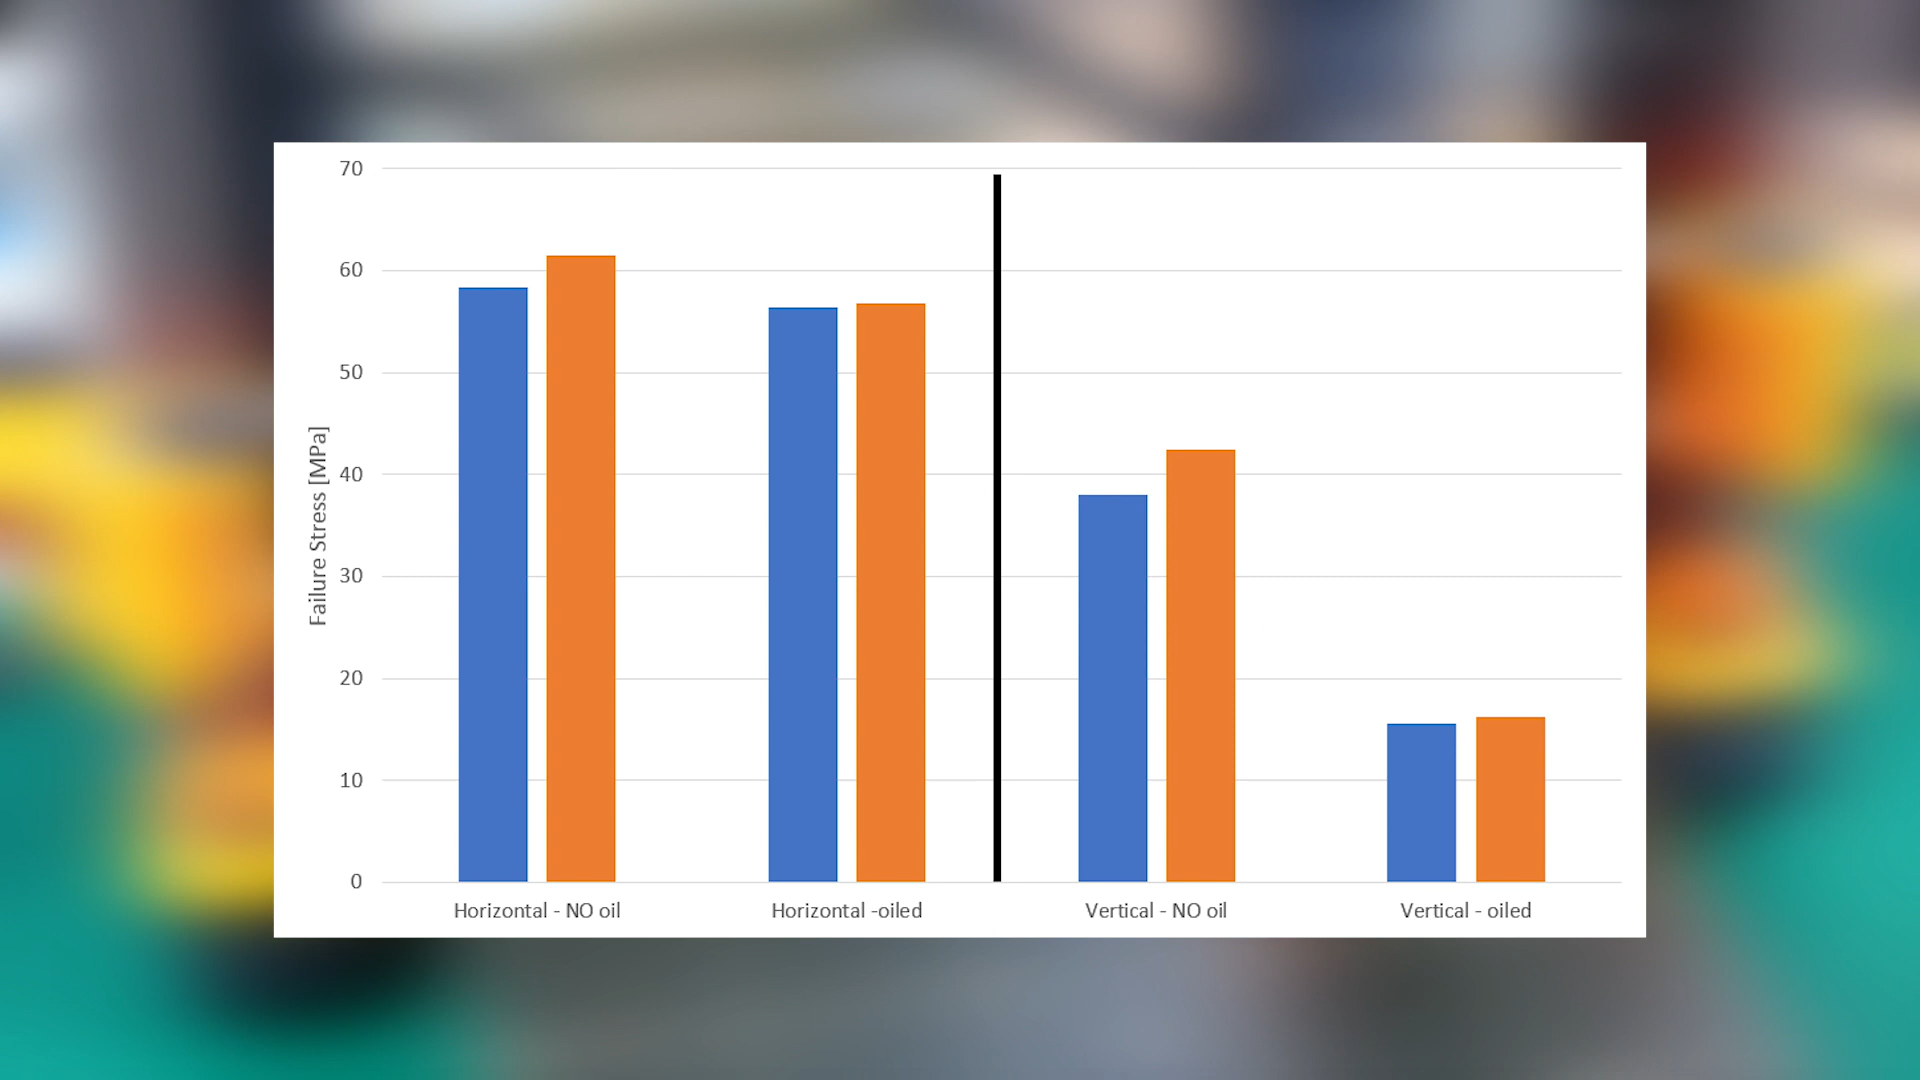 70
60
50
40
30
20
10
0
Failure Stress [MPa]
Horizontal - NO oil
Horizontal -oiled
Vertical - NO oil
Vertical - oiled